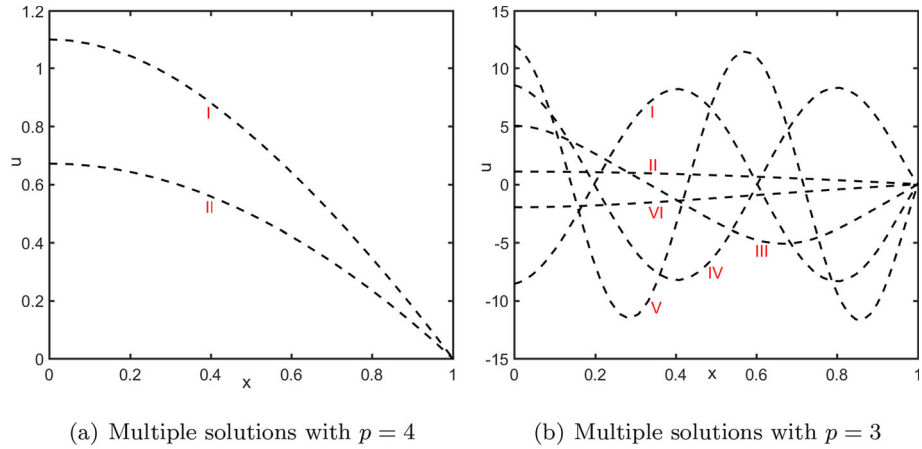 1.2
1
0.8
0.6
0.4
0.2
0
u
I
II
0 0.2 0.4 0.6 0.8 1
x
(a) Multiple solutions with p = 4
15
10
5
0
-5
-10
-15
u
I
II
VI
III
IV
V
0 0.2 0.4 0.6 0.8 1
x
(b) Multiple solutions with p = 3